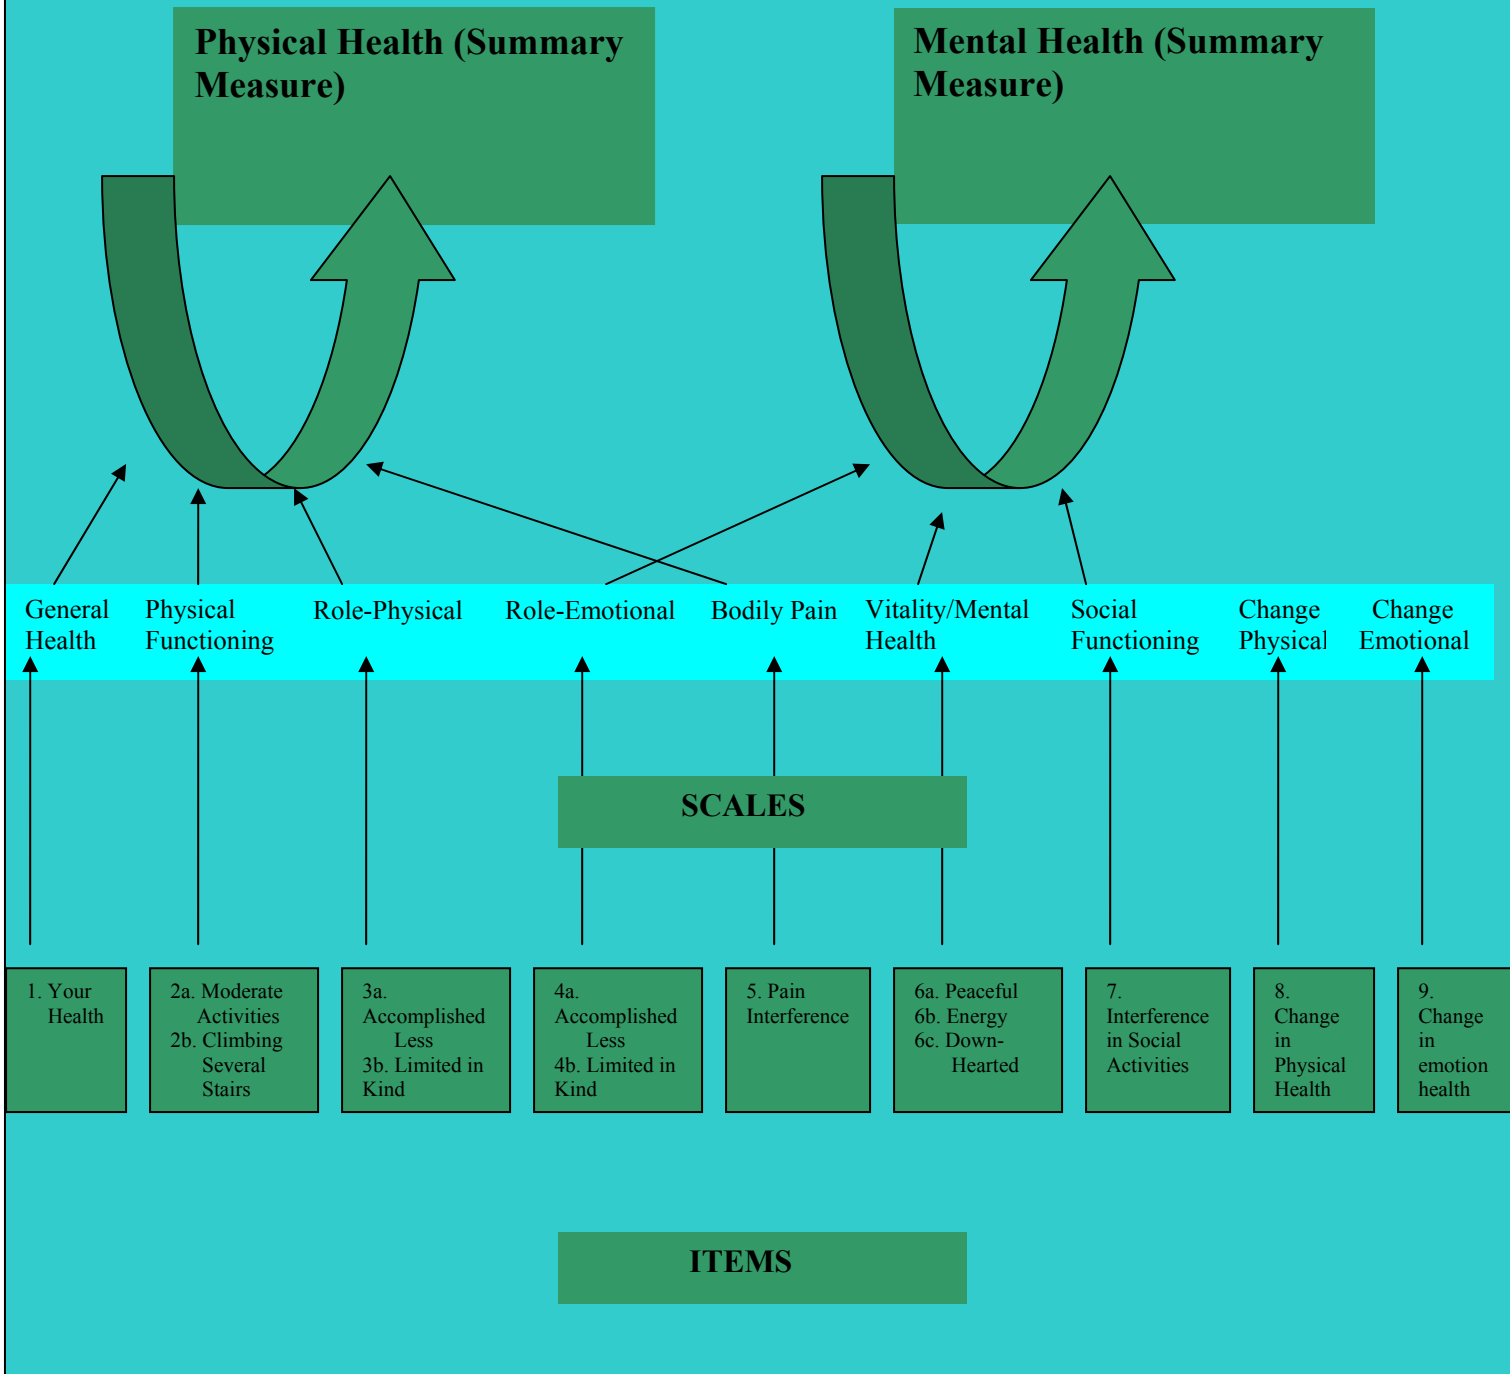 Physical Health (Summary
Measure)
Mental Health (Summary
Measure)
General
Health
Physical
Functioning
Role-Physical
Role-Emotional
Bodily Pain
Vitality/Mental
Health
Social
Functioning
Change
Physical
Change
Emotional
SCALES
1. Your
Health
2a. Moderate
Activities
2b. Climbing
Several
Stairs
3a.
Accomplished
Less
3b. Limited in
Kind
4a.
Accomplished
Less
4b. Limited in
Kind
5. Pain
Interference
6a. Peaceful
6b. Energy
6c. Down-
Hearted
7.
Interference
in Social
Activities
8.
Change
in
Physical
Health
9.
Change
in
emotion
health
ITEMS